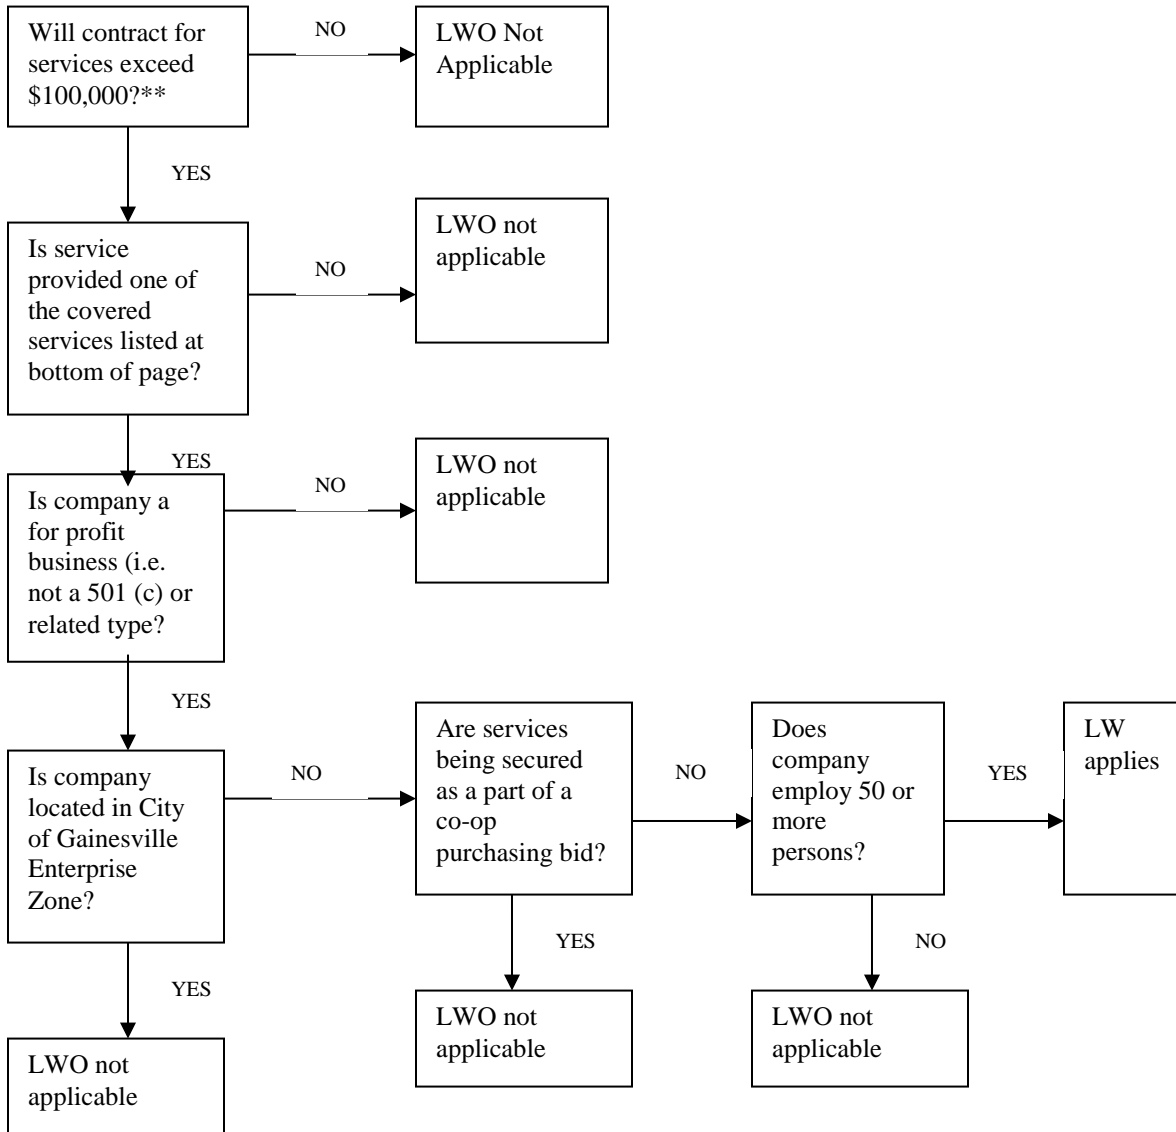 Will contract for
services exceed
$100,000?**
NO
LWO Not
Applicable
YES
Is service
provided one of
the covered
services listed at
bottom of page?
NO
LWO not
applicable
YES
Is company a
for profit
business (i.e.
not a 501 (c) or
related type?
NO
LWO not
applicable
YES
Is company
located in City
of Gainesville
Enterprise
Zone?
NO
Are services
being secured
as a part of a
co-op
purchasing bid?
NO
Does
company
employ 50 or
more
persons?
YES
LW
applies
YES
LWO not
applicable
YES
LWO not
applicable
NO
LWO not
applicable